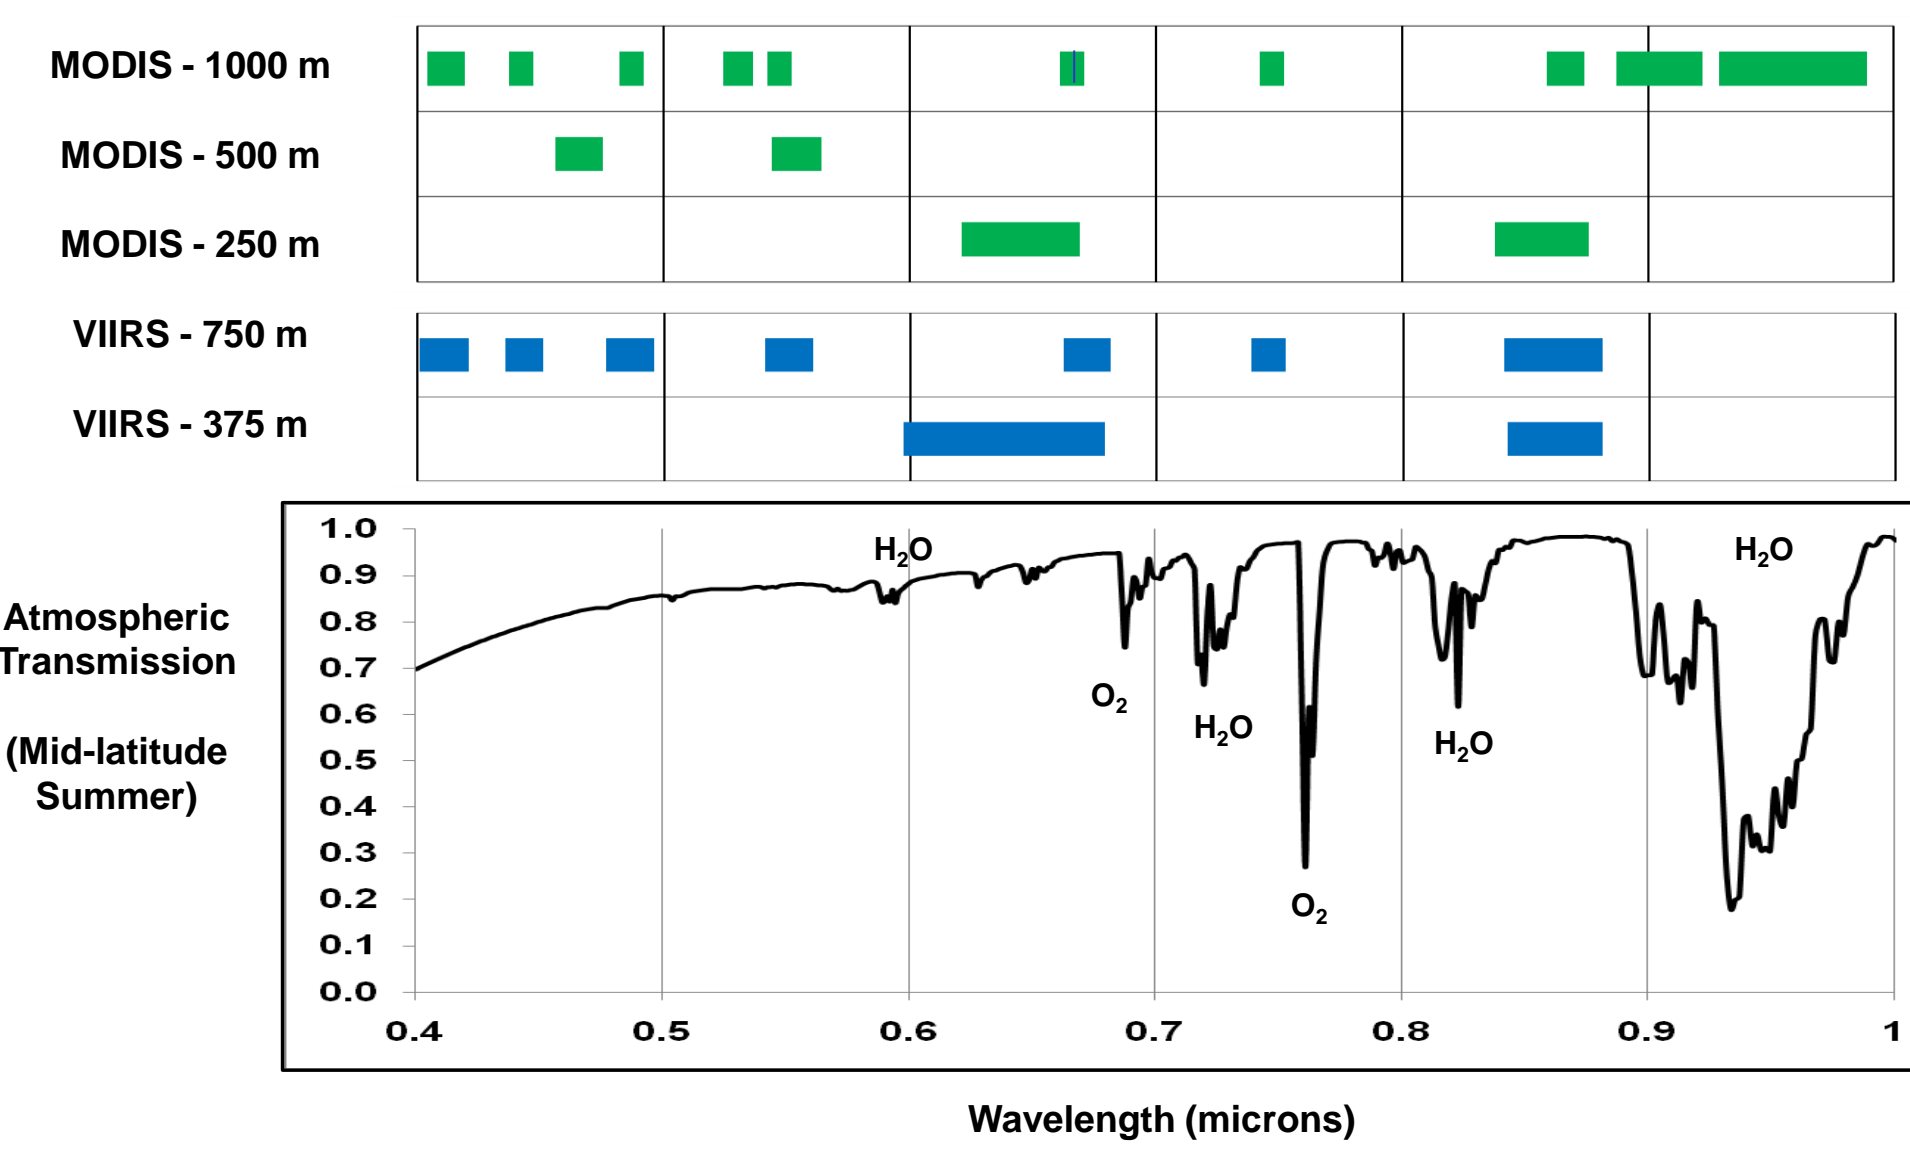 MODIS - 1000 m
MODIS - 500 m
MODIS - 250 m
VIIRS - 750 m
VIIRS - 375 m
Atmospheric
Transmission
(Mid-latitude
Summer)
1.0
0.9
0.8
0.7
0.6
0.5
0.4
0.3
0.2
0.1
0.0
H₂O
O₂
H₂O
O₂
H₂O
H₂O
0.4 0.5 0.6 0.7 0.8 0.9 1
Wavelength (microns)